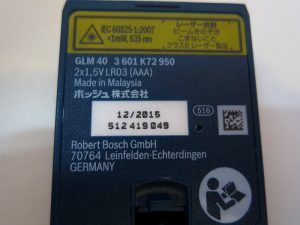 IEC 60825-1:2007
<1mW, 635 nm
レーザー放射
ビームをのぞき
こまないこと
クラス2レーザー製品
GLM 40 3 601 K72 950
2x1,5V LR03 (AAA)
Made in Malaysia
ボッシュ株式会社
12/2015
512419049
516
Robert Bosch GmbH
70764 Leinfelden-Echterdingen
GERMANY